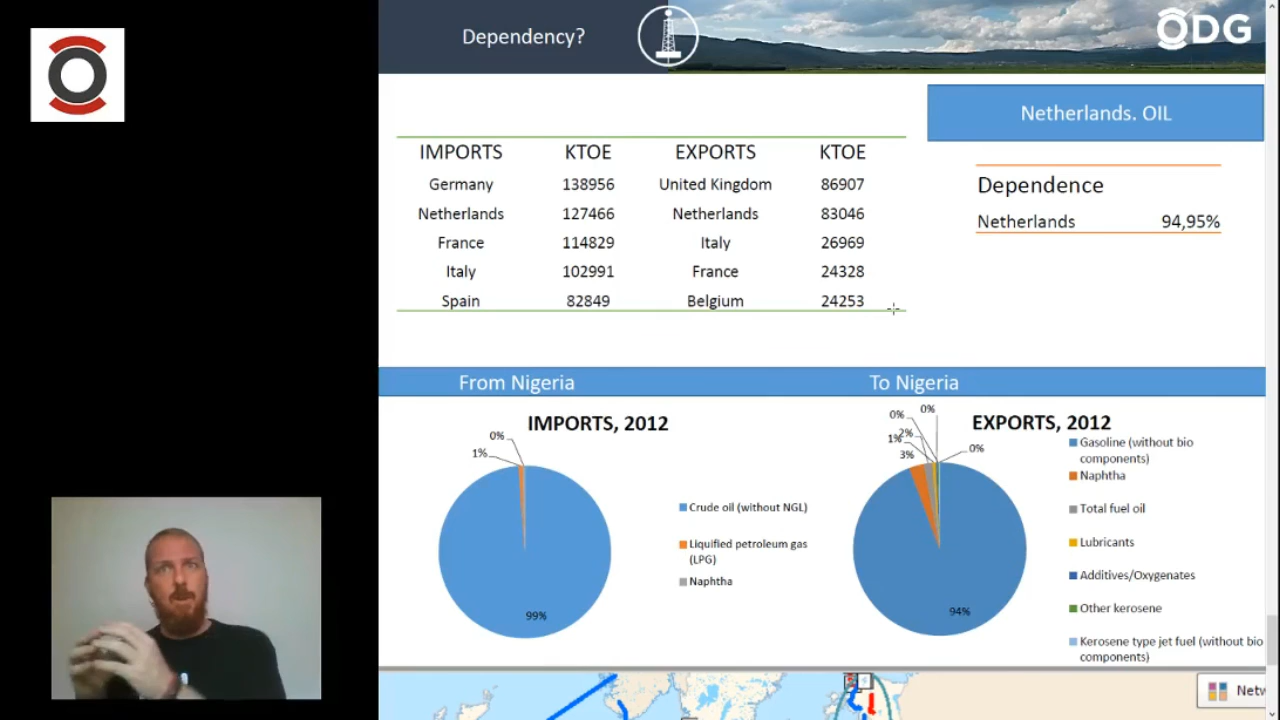 Dependency?
ODG
Netherlands. OIL
IMPORTS KTOE EXPORTS KTOE
Germany 138956 United Kingdom 86907
Netherlands 127466 Netherlands 83046
France 114829 Italy 26969
Italy 102991 France 24328
Spain 82849 Belgium 24253
Dependence
Netherlands 94,95%
From Nigeria
To Nigeria
IMPORTS, 2012
0%
1%
99%
Crude oil (without NGL)
Liquified petroleum gas
(LPG)
Naphtha
EXPORTS, 2012
0%
0%
2%
1%
3%
0%
94%
Gasoline (without bio
components)
Naphtha
Total fuel oil
Lubricants
Additives/Oxygenates
Other kerosene
Kerosene type jet fuel (without bio
components)